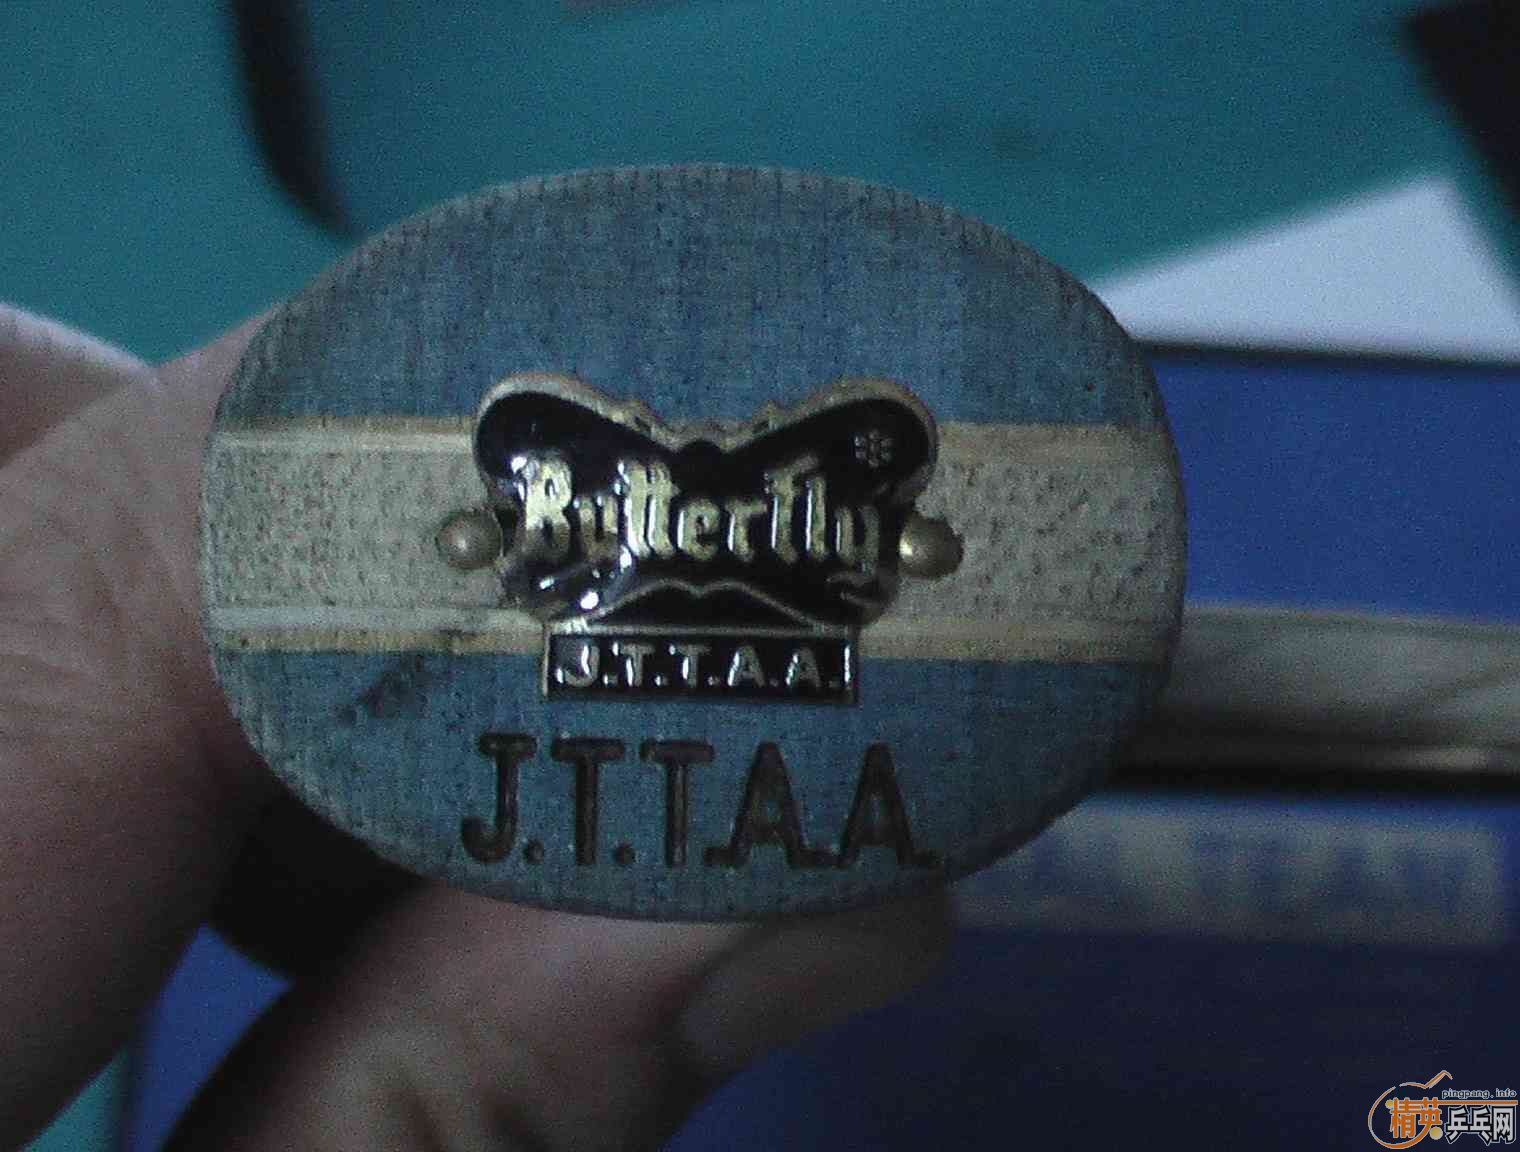 Butterfly
J.T.T.A.A.
J.T.T.A.A.
pingpang.info
精英乒乓网